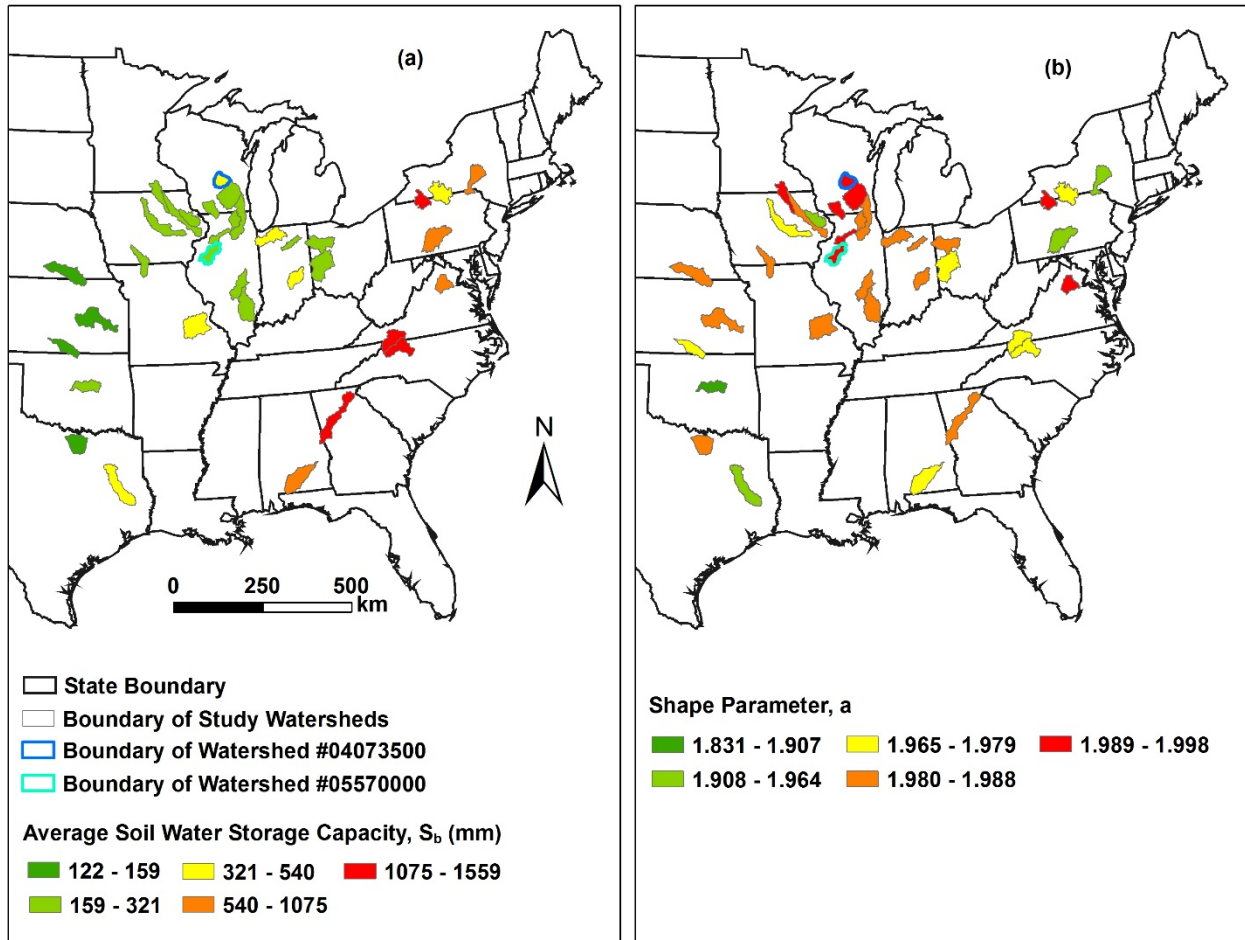 (a)
N
0 250 500
km
State Boundary
Boundary of Study Watersheds
Boundary of Watershed #04073500
Boundary of Watershed #05570000
Average Soil Water Storage Capacity, Sb (mm)
122 - 159 321 - 540 1075 - 1559
159 - 321 540 - 1075
(b)
Shape Parameter, a
1.831 - 1.907 1.965 - 1.979 1.989 - 1.998
1.908 - 1.964 1.980 - 1.988